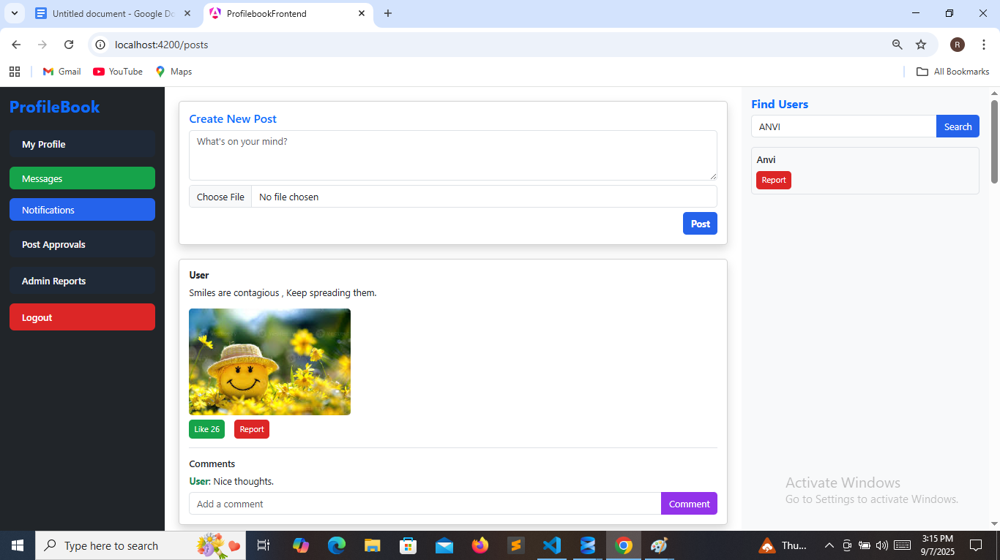 Untitled document - Google Do
ProfilebookFrontend
localhost:4200/posts
R
Gmail
YouTube
Maps
All Bookmarks
ProfileBook
My Profile
Messages
Notifications
Post Approvals
Admin Reports
Logout
Create New Post
What's on your mind?
Choose File
No file chosen
Post
User
Smiles are contagious , Keep spreading them.
Like 26
Report
Comments
User: Nice thoughts.
Add a comment
Comment
Find Users
ANVI
Search
Anvi
Report
Activate Windows
Go to Settings to activate Windows.
Type here to search
Thu...
3:15 PM
9/7/2025